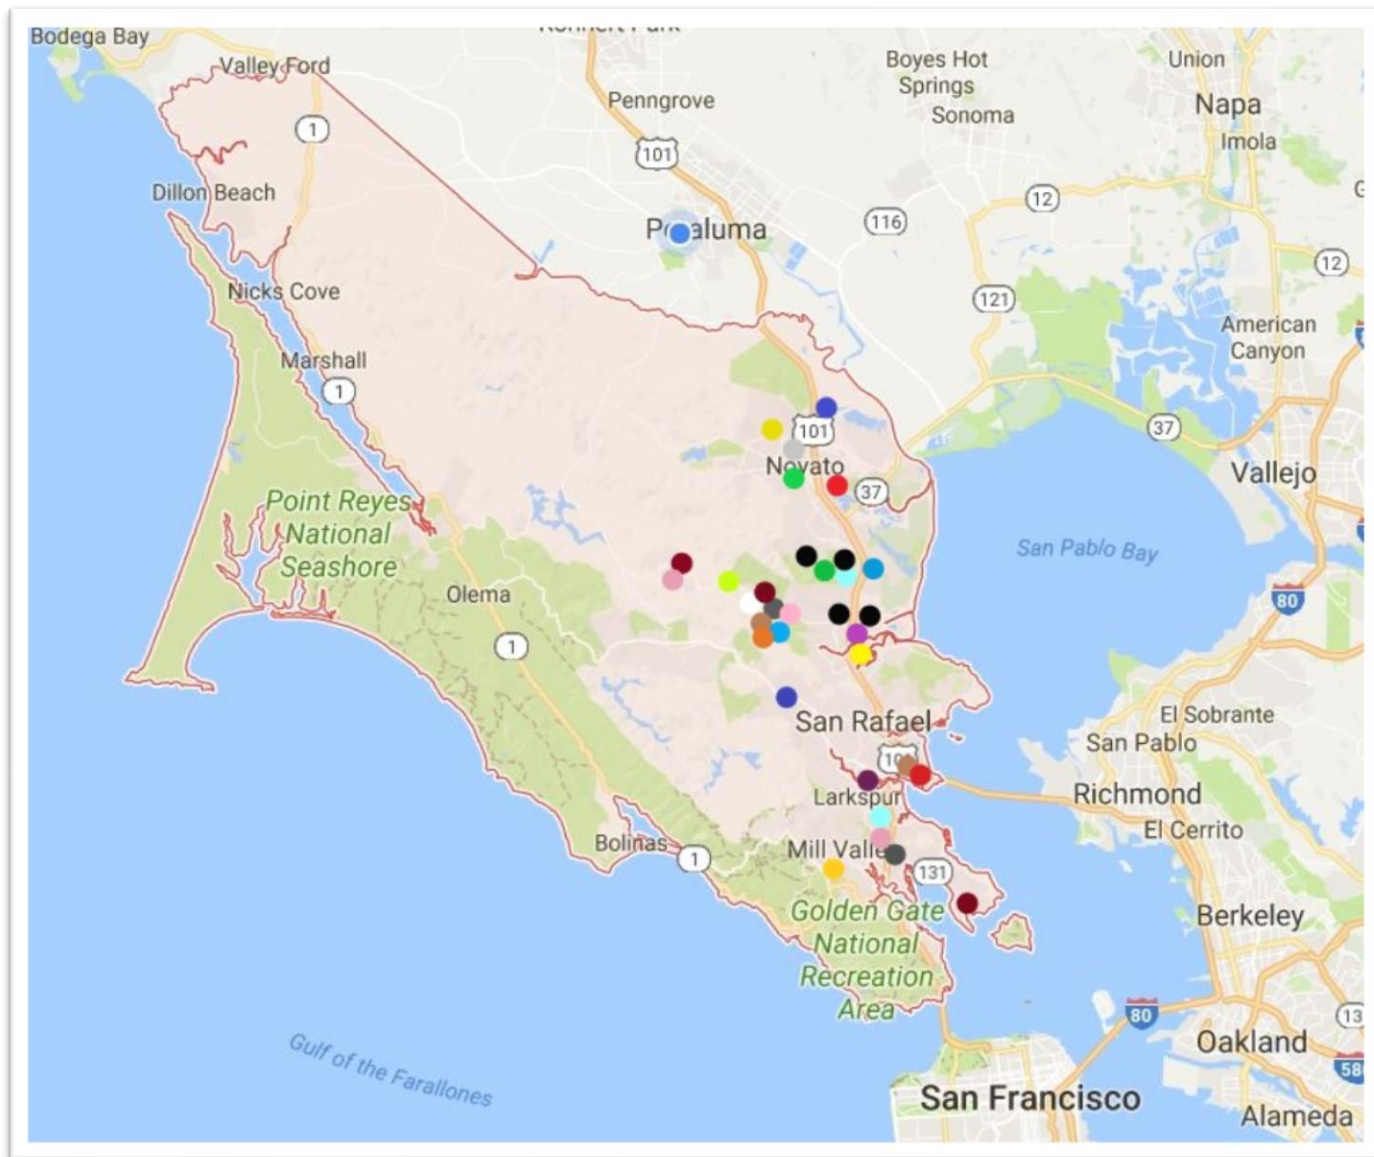 Bodega Bay
Valley Ford
Boyes Hot
Springs
Union
Penngrove
Napa
Sonoma
1
Imola
101
Dillon Beach
12
116
12
Nicks Cove
121
American
Canyon
Marshall
1
101
37
Novato
Vallejo
37
Point Reyes
National
Seashore
San Pablo Bay
Olema
80
1
San Rafael
El Sobrante
San Pablo
Richmond
Larkspur
El Cerrito
Bolinas
1
131
Golden Gate
National
Recreation
Area
Berkeley
80
13
Oakland
Gulf of the Farallones
580
San Francisco
Alameda